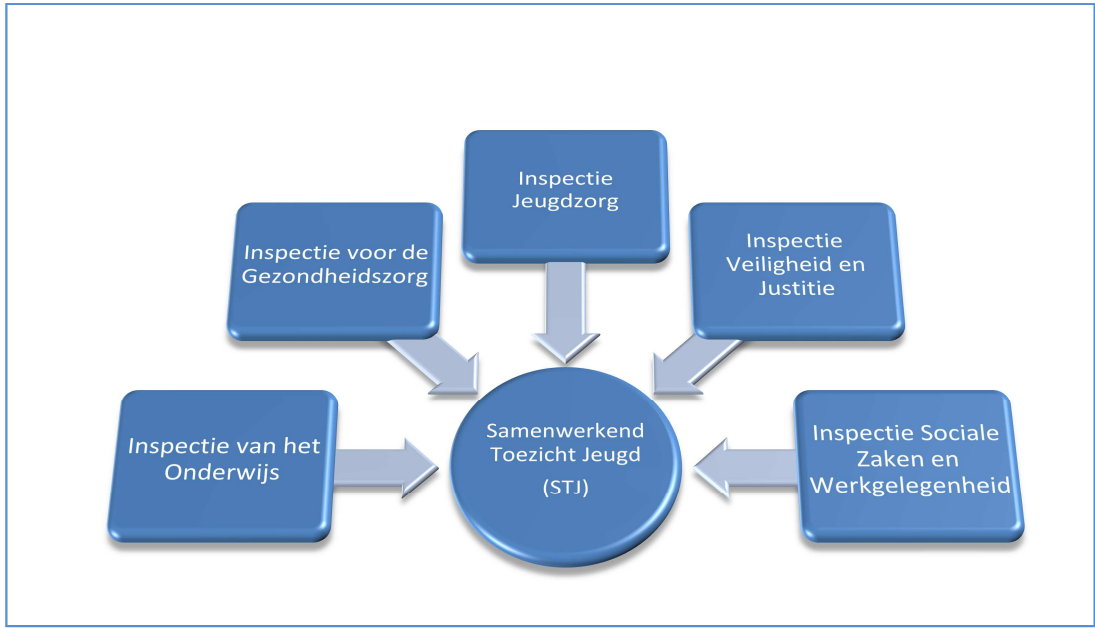 Inspectie
Jeugdzorg
Inspectie voor de
Gezondheidszorg
Inspectie
Veiligheid en
Justitie
Inspectie van het
Onderwijs
Samenwerkend
Toezicht Jeugd
(STJ)
Inspectie Sociale
Zaken en
Werkgelegenheid